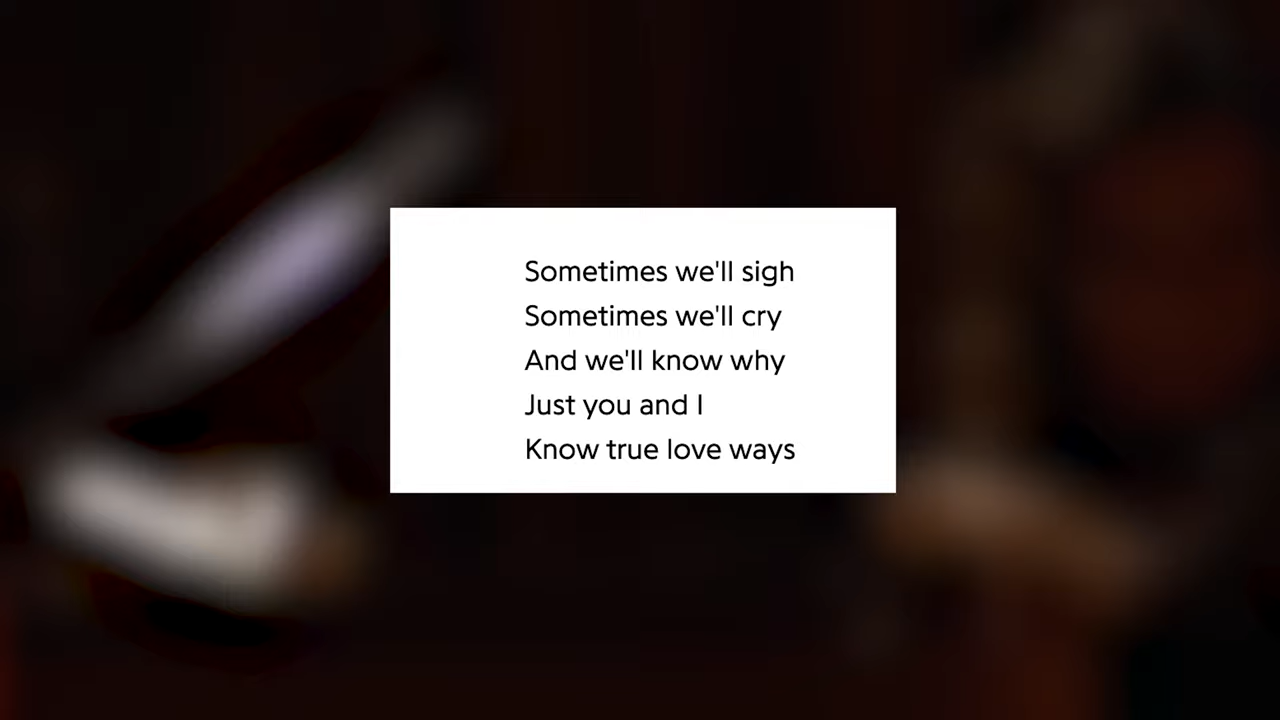 Sometimes we'll sigh
Sometimes we'll cry
And we'll know why
Just you and I
Know true love ways